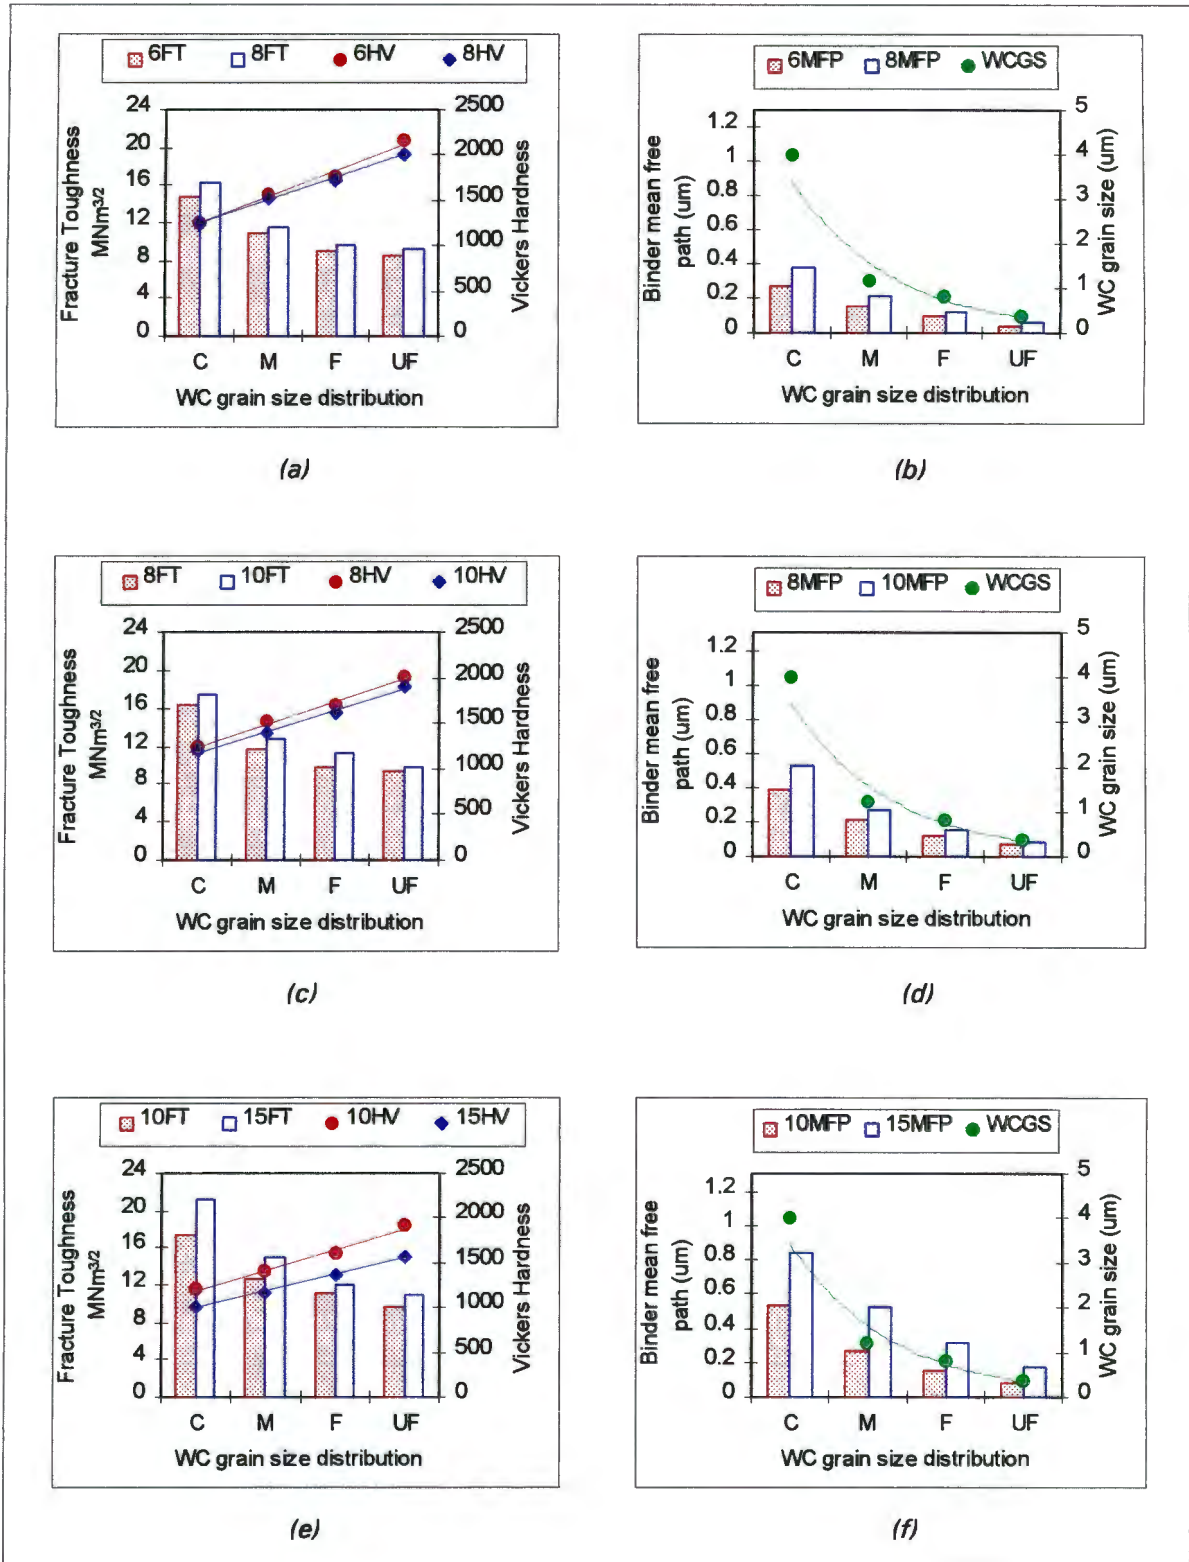 6FT 8FT 6HV 8HV
24 2500
20 2000
16 1500
12
8 1000
4 500
0 0
Fracture Toughness
MNm3/2
Vickers Hardness
C M F UF
WC grain size distribution
(a)
6MFP 8MFP WCGS
1.2 5
1 4
0.8 3
0.6
0.4 2
0.2 1
0 0
Binder mean free
path (um)
WC grain size (um)
C M F UF
WC grain size distribution
(b)
8FT 10FT 8HV 10HV
24 2500
20 2000
16 1500
12
8 1000
4 500
0 0
Fracture Toughness
MNm3/2
Vickers Hardness
C M F UF
WC grain size distribution
(c)
8MFP 10MFP WCGS
1.2 5
1 4
0.8 3
0.6
0.4 2
0.2 1
0 0
Binder mean free
path (um)
WC grain size (um)
C M F UF
WC grain size distribution
(d)
10FT 15FT 10HV 15HV
24 2500
20 2000
16 1500
12
8 1000
4 500
0 0
Fracture Toughness
MNm3/2
Vickers Hardness
C M F UF
WC grain size distribution
(e)
10MFP 15MFP WCGS
1.2 5
1 4
0.8 3
0.6
0.4 2
0.2 1
0 0
Binder mean free
path (um)
WC grain size (um)
C M F UF
WC grain size distribution
(f)